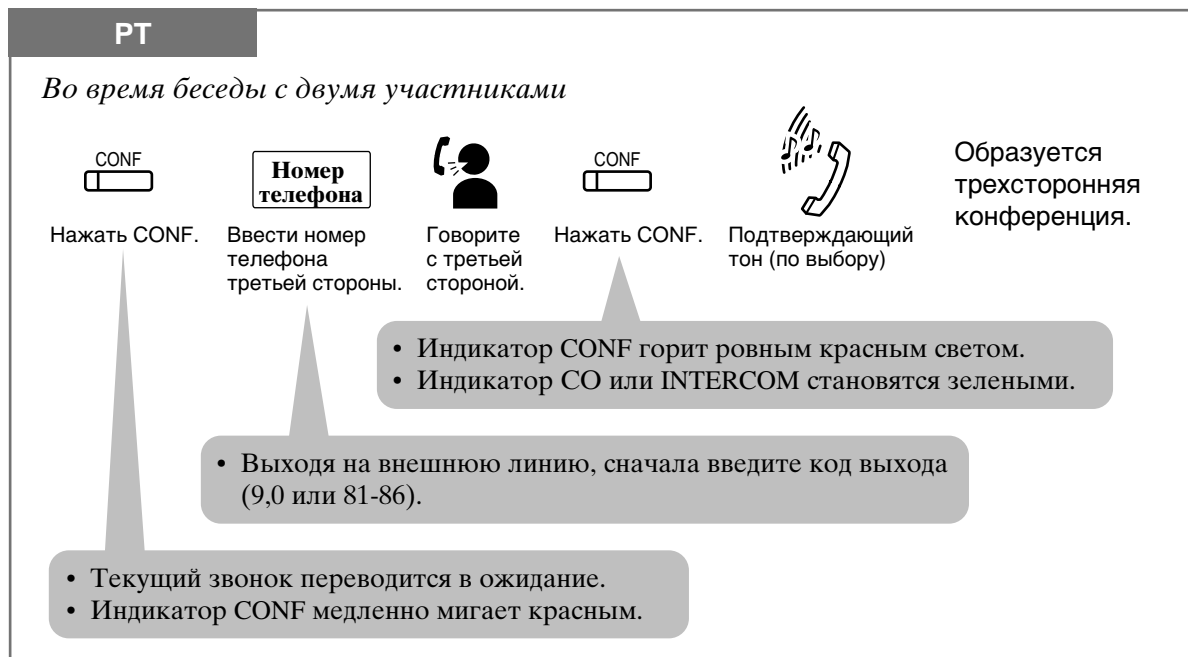 PT
Во время беседы с двумя участниками
CONF
Номер
телефона
CONF
Образуется
трехсторонняя
конференция.
Нажать CONF.
Ввести номер
телефона
третьей стороны.
Говорите
с третьей
стороной.
Нажать CONF.
Подтверждающий
тон (по выбору)
• Индикатор CONF горит ровным красным светом.
• Индикатор CO или INTERCOM становятся зелеными.
• Выходя на внешнюю линию, сначала введите код выхода
(9,0 или 81-86).
• Текущий звонок переводится в ожидание.
• Индикатор CONF медленно мигает красным.